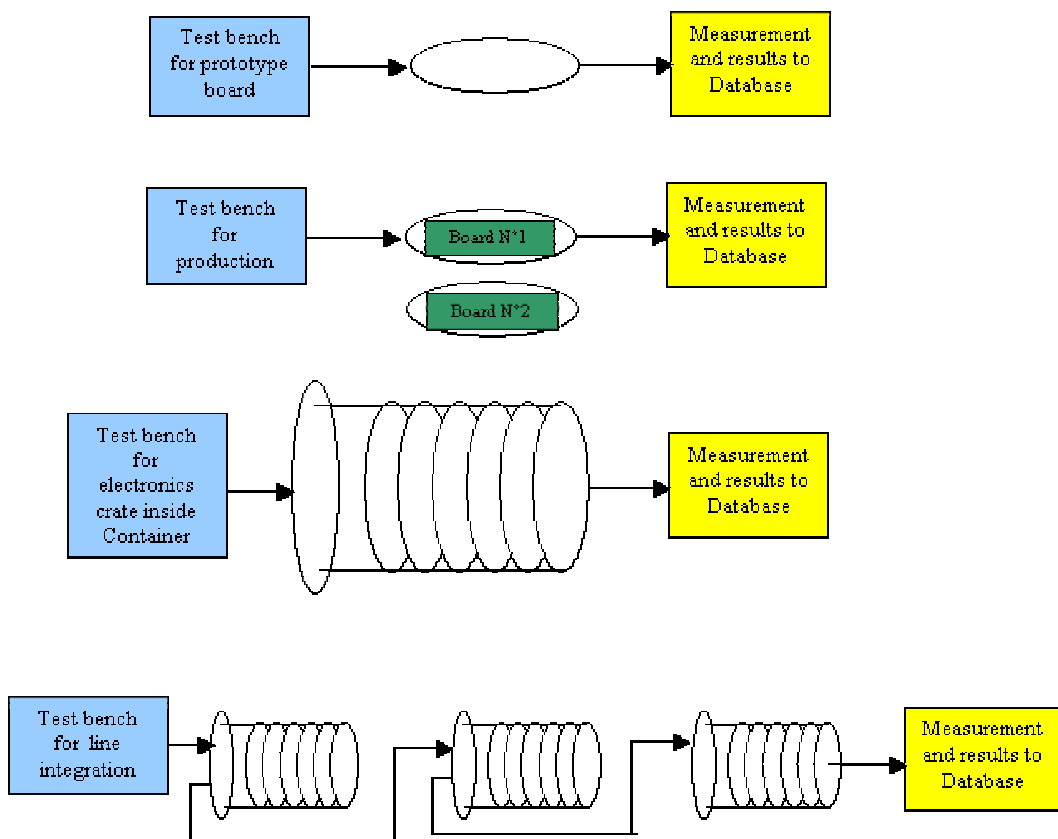 Test bench
for prototype
board
Measurement
and results to
Database
Test bench
for
production
Board N°1
Measurement
and results to
Database
Board N°2
Test bench
for
electronics
crate inside
Container
Measurement
and results to
Database
Test bench
for line
integration
Measurement
and results to
Database